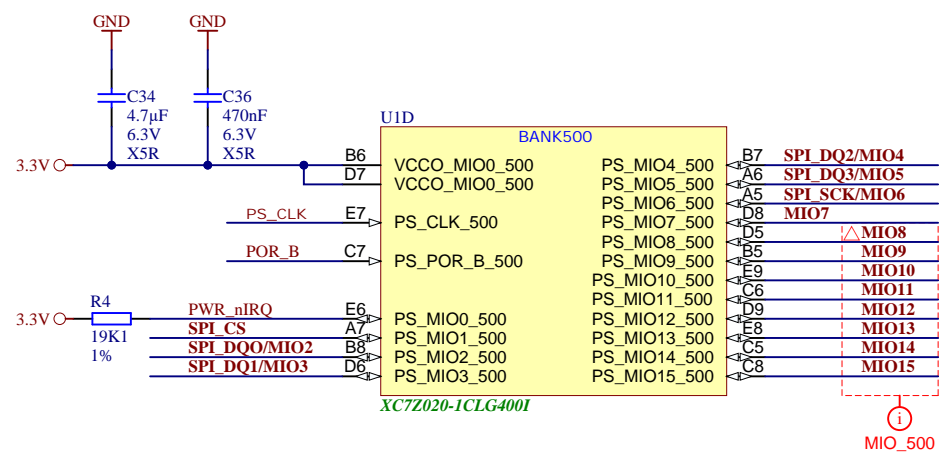 GND
GND
C34
4.7µF
6.3V
X5R
C36
470nF
6.3V
X5R
U1D
BANK500
3.3V
B6
VCCO_MIO0_500
D7
VCCO_MIO0_500
PS_CLK
E7
PS_CLK_500
POR_B
C7
PS_POR_B_500
R4
19K1
1%
3.3V
PWR_nIRQ
E6
PS_MIO0_500
SPI_CS
A7
PS_MIO1_500
SPI_DQO/MIO2
B8
PS_MIO2_500
SPI_DQ1/MIO3
D6
PS_MIO3_500
PS_MIO4_500
B7
SPI_DQ2/MIO4
PS_MIO5_500
A6
SPI_DQ3/MIO5
PS_MIO6_500
A5
SPI_SCK/MIO6
PS_MIO7_500
D8
MIO7
PS_MIO8_500
D5
MIO8
PS_MIO9_500
B5
MIO9
PS_MIO10_500
E9
MIO10
PS_MIO11_500
C6
MIO11
PS_MIO12_500
D9
MIO12
PS_MIO13_500
E8
MIO13
PS_MIO14_500
C5
MIO14
PS_MIO15_500
C8
MIO15
XC7Z020-1CLG400I
i
MIO_500